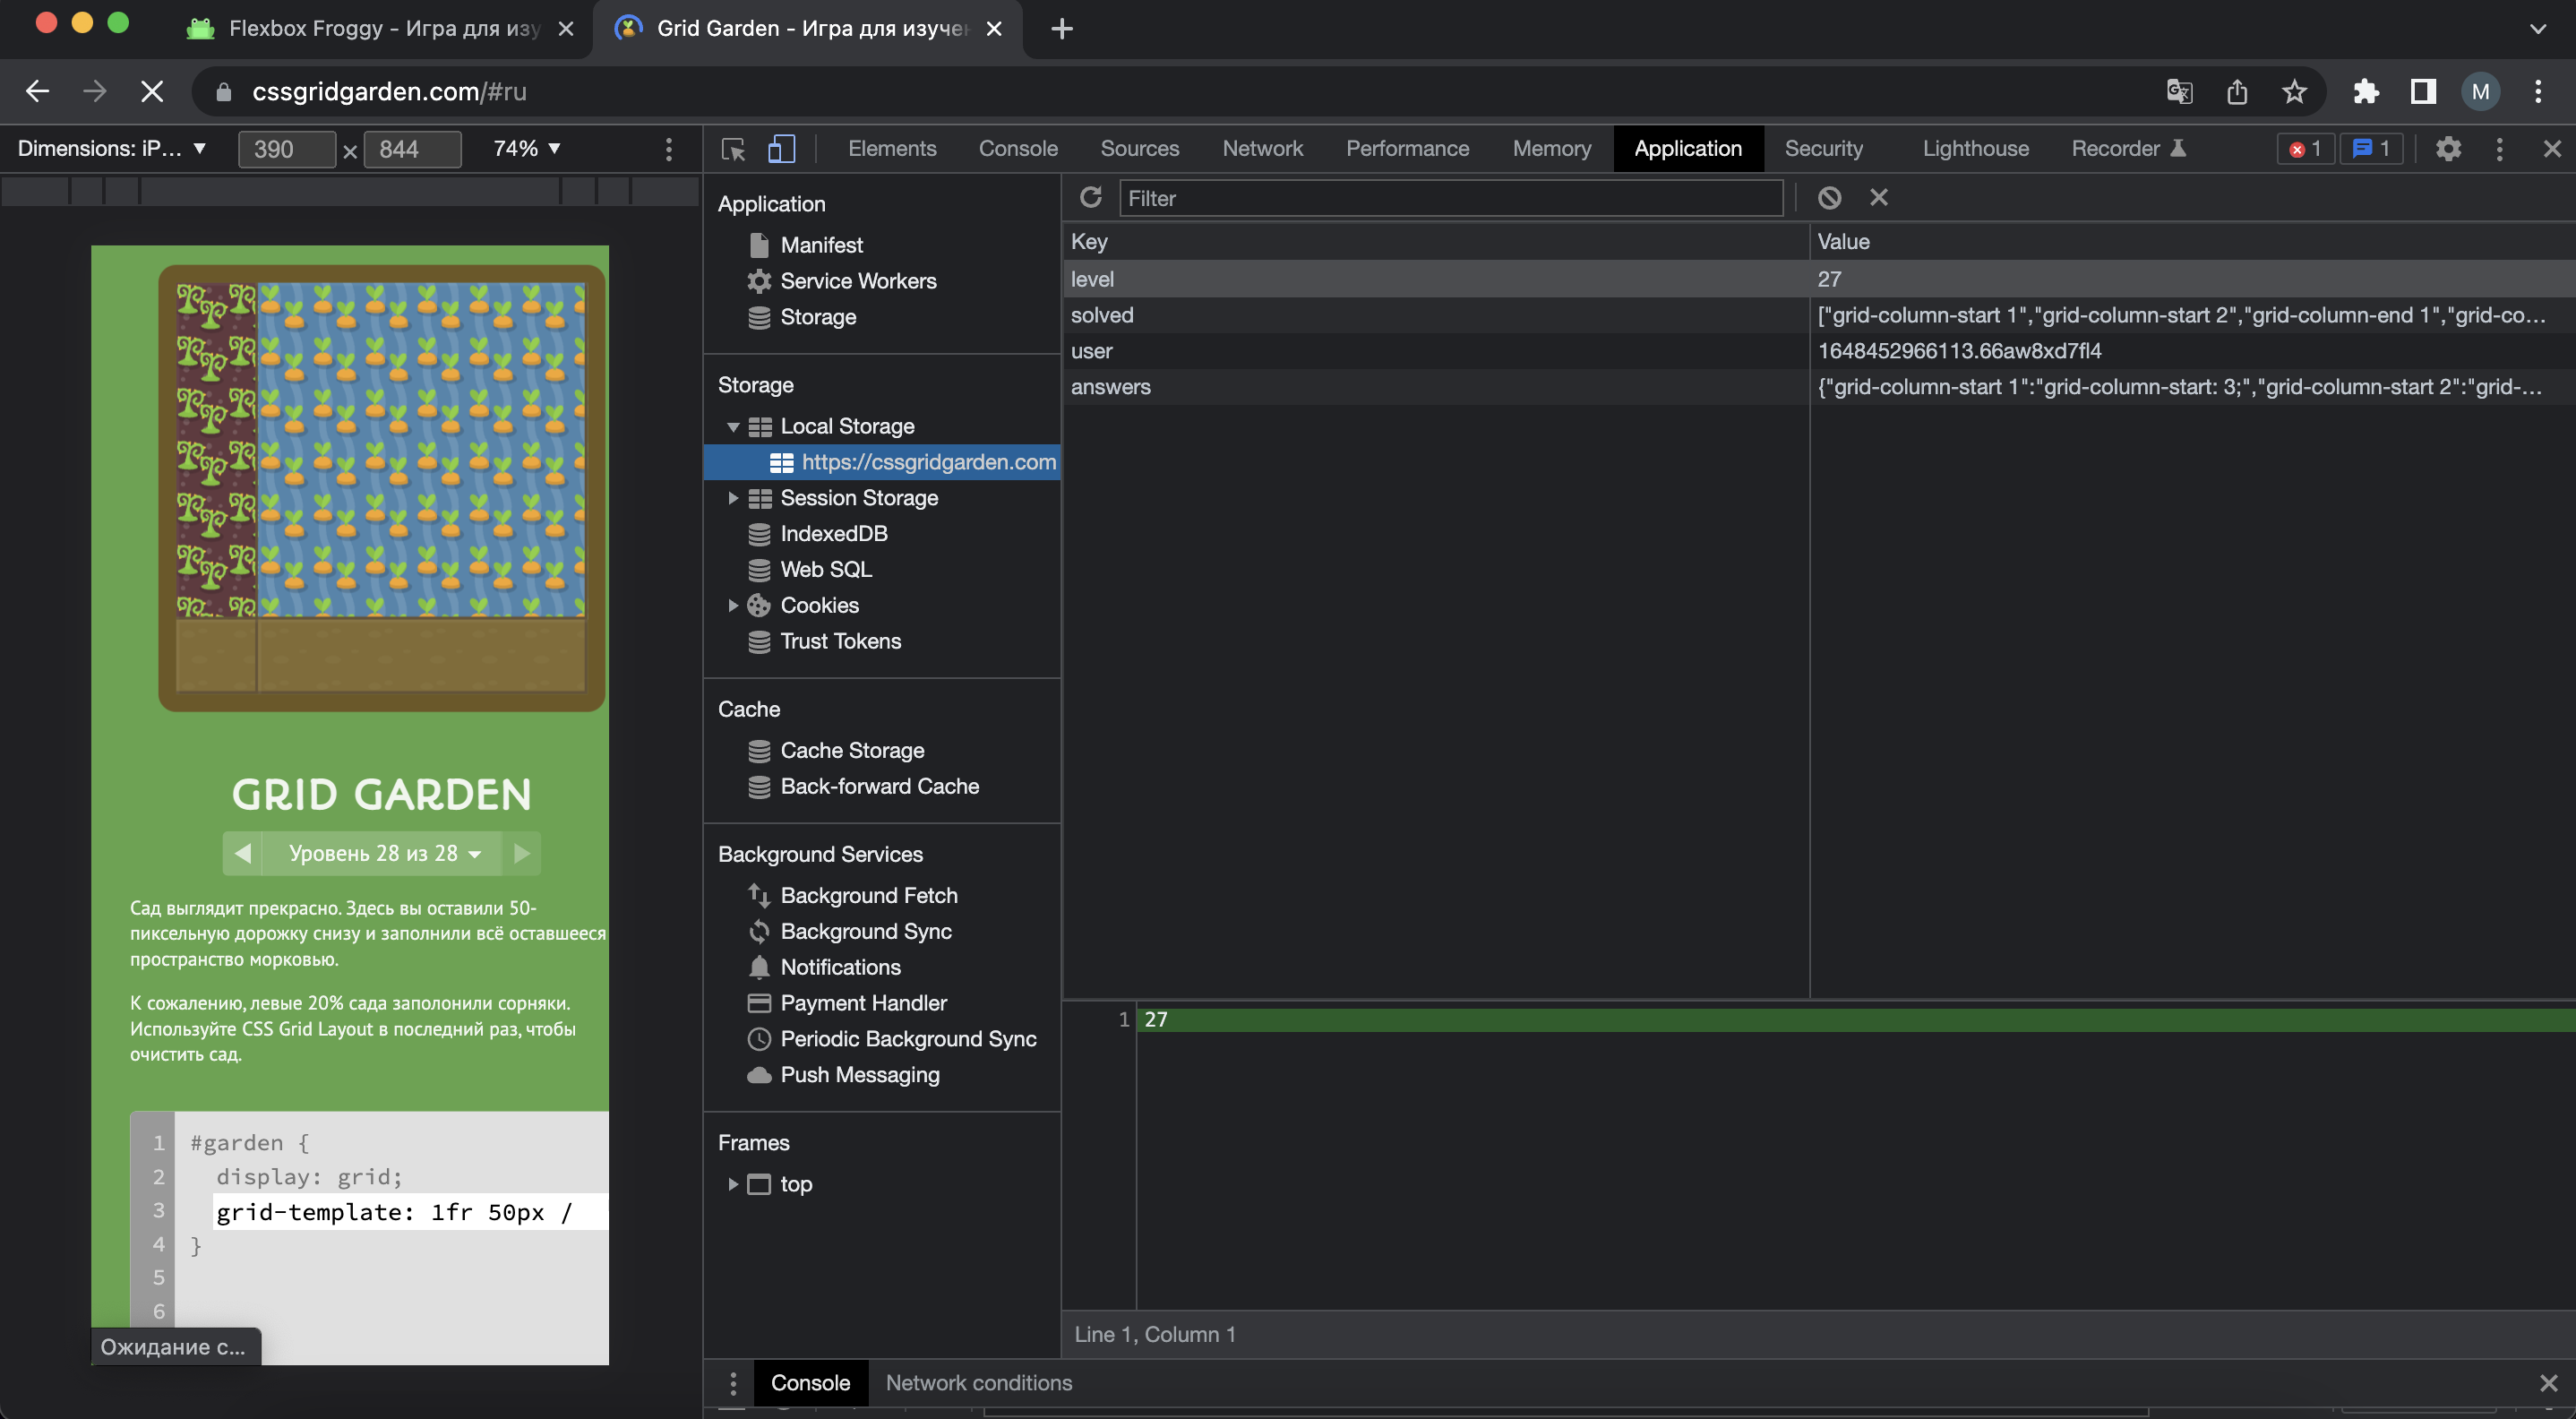 Flexbox Froggy - Игра для изу
Grid Garden - Игра для изучен
cssgridgarden.com/#ru
M
Dimensions: iP... ▼ 390 × 844 74% ▼
Elements Console Sources Network Performance Memory Application Security Lighthouse Recorder 1 1
GRID GARDEN
Уровень 28 из 28
Сад выглядит прекрасно. Здесь вы оставили 50-
пиксельную дорожку снизу и заполнили всё оставшееся
пространство морковью.
К сожалению, левые 20% сада заполонили сорняки.
Используйте CSS Grid Layout в последний раз, чтобы
очистить сад.
1 #garden {
2 display: grid;
3 grid-template: 1fr 50px /
4 }
5
6
Ожидание с...
Application
Manifest
Service Workers
Storage
Storage
Local Storage
https://cssgridgarden.com
Session Storage
IndexedDB
Web SQL
Cookies
Trust Tokens
Cache
Cache Storage
Back-forward Cache
Background Services
Background Fetch
Background Sync
Notifications
Payment Handler
Periodic Background Sync
Push Messaging
Frames
top
Filter
Key Value
level 27
solved ["grid-column-start 1","grid-column-start 2","grid-column-end 1","grid-co...
user 1648452966113.66aw8xd7fl4
answers {"grid-column-start 1":"grid-column-start: 3;","grid-column-start 2":"grid-...
1 27
Line 1, Column 1
Console Network conditions